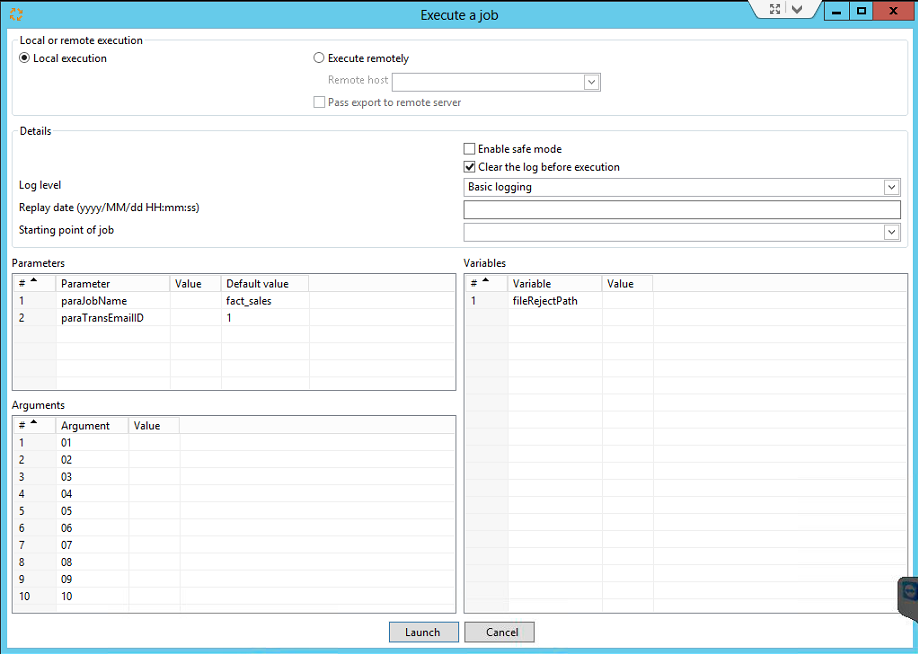 Execute a job
Local or remote execution
Local execution
Execute remotely
Remote host
Pass export to remote server
Details
Enable safe mode
Clear the log before execution
Log level
Basic logging
Replay date (yyyy/MM/dd HH:mm:ss)
Starting point of job
Parameters
# Parameter Value Default value
1 paraJobName fact_sales
2 paraTransEmailID 1
Variables
# Variable Value
1 fileRejectPath
Arguments
# Argument Value
1 01
2 02
3 03
4 04
5 05
6 06
7 07
8 08
9 09
10 10
Launch
Cancel